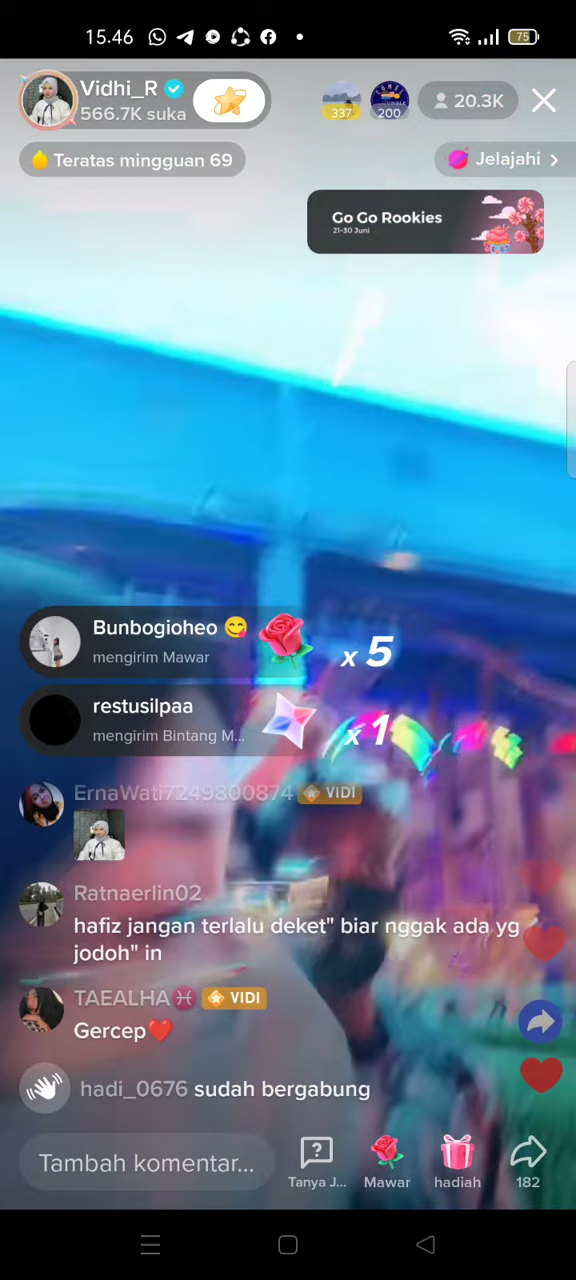 15.46
75
Vidhi_R
566.7K suka
337
200
20.3K
Teratas mingguan 69
Jelajahi
Go Go Rookies
21-30 Juni
Bunbogioheo 😋
mengirim Mawar
x 5
restusilpaa
mengirim Bintang M...
x 1
ErnaWati7249800874 VIDI
Ratnaerlin02
hafiz jangan terlalu deket" biar nggak ada yg
jodoh" in
TAEALHA♓ VIDI
Gercep❤️
hadi_0676 sudah bergabung
Tambah komentar...
Tanya J...
Mawar
hadiah
182